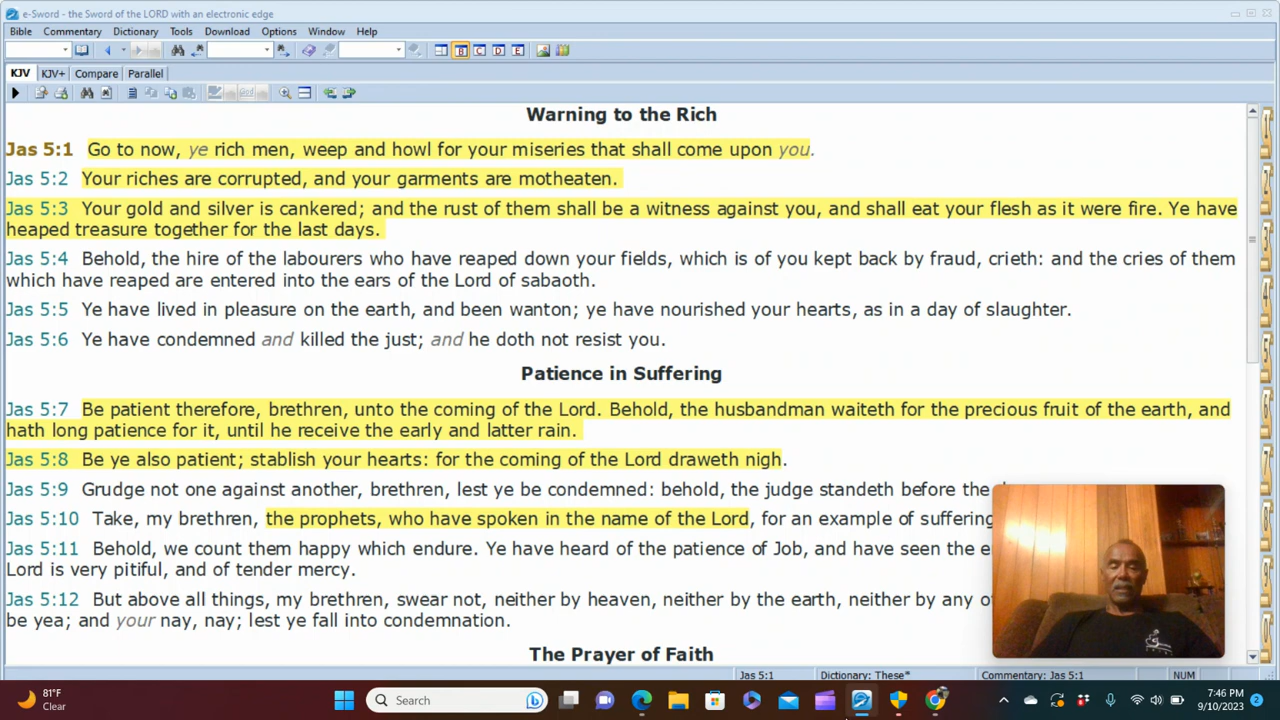 e-Sword - the Sword of the LORD with an electronic edge
Bible Commentary Dictionary Tools Download Options Window Help
B C D E
KJV KJV+ Compare Parallel
Warning to the Rich
Jas 5:1 Go to now, ye rich men, weep and howl for your miseries that shall come upon you.
Jas 5:2 Your riches are corrupted, and your garments are motheaten.
Jas 5:3 Your gold and silver is cankered; and the rust of them shall be a witness against you, and shall eat your flesh as it were fire. Ye have
heaped treasure together for the last days.
Jas 5:4 Behold, the hire of the labourers who have reaped down your fields, which is of you kept back by fraud, crieth: and the cries of them
which have reaped are entered into the ears of the Lord of sabaoth.
Jas 5:5 Ye have lived in pleasure on the earth, and been wanton; ye have nourished your hearts, as in a day of slaughter.
Jas 5:6 Ye have condemned and killed the just; and he doth not resist you.
Patience in Suffering
Jas 5:7 Be patient therefore, brethren, unto the coming of the Lord. Behold, the husbandman waiteth for the precious fruit of the earth, and
hath long patience for it, until he receive the early and latter rain.
Jas 5:8 Be ye also patient; stablish your hearts: for the coming of the Lord draweth nigh.
Jas 5:9 Grudge not one against another, brethren, lest ye be condemned: behold, the judge standeth before the
Jas 5:10 Take, my brethren, the prophets, who have spoken in the name of the Lord, for an example of suffering
Jas 5:11 Behold, we count them happy which endure. Ye have heard of the patience of Job, and have seen the
Lord is very pitiful, and of tender mercy.
Jas 5:12 But above all things, my brethren, swear not, neither by heaven, neither by the earth, neither by any
be yea; and your nay, nay; lest ye fall into condemnation.
The Prayer of Faith
Jas 5:1 Dictionary: These* Commentary: Jas 5:1 NUM
81°F
Clear
Search
7:46 PM
9/10/2023
2